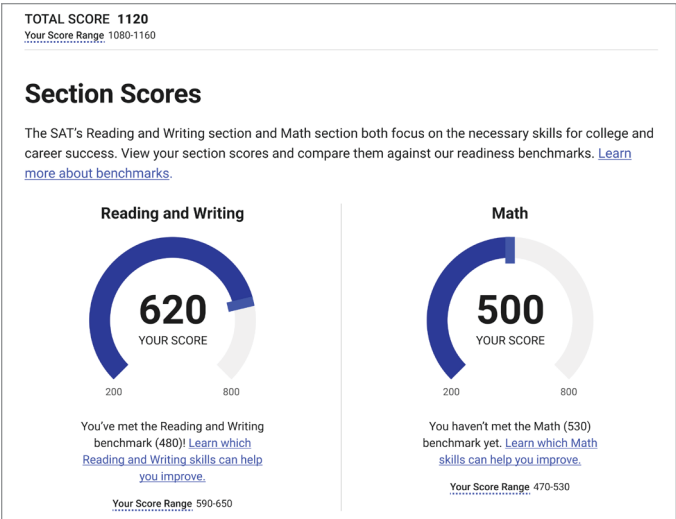 TOTAL SCORE 1120
Your Score Range 1080-1160
Section Scores
The SAT's Reading and Writing section and Math section both focus on the necessary skills for college and
career success. View your section scores and compare them against our readiness benchmarks. Learn
more about benchmarks.
Reading and Writing
620
YOUR SCORE
200 800
You've met the Reading and Writing
benchmark (480)! Learn which
Reading and Writing skills can help
you improve.
Your Score Range 590-650
Math
500
YOUR SCORE
200 800
You haven't met the Math (530)
benchmark yet. Learn which Math
skills can help you improve.
Your Score Range 470-530